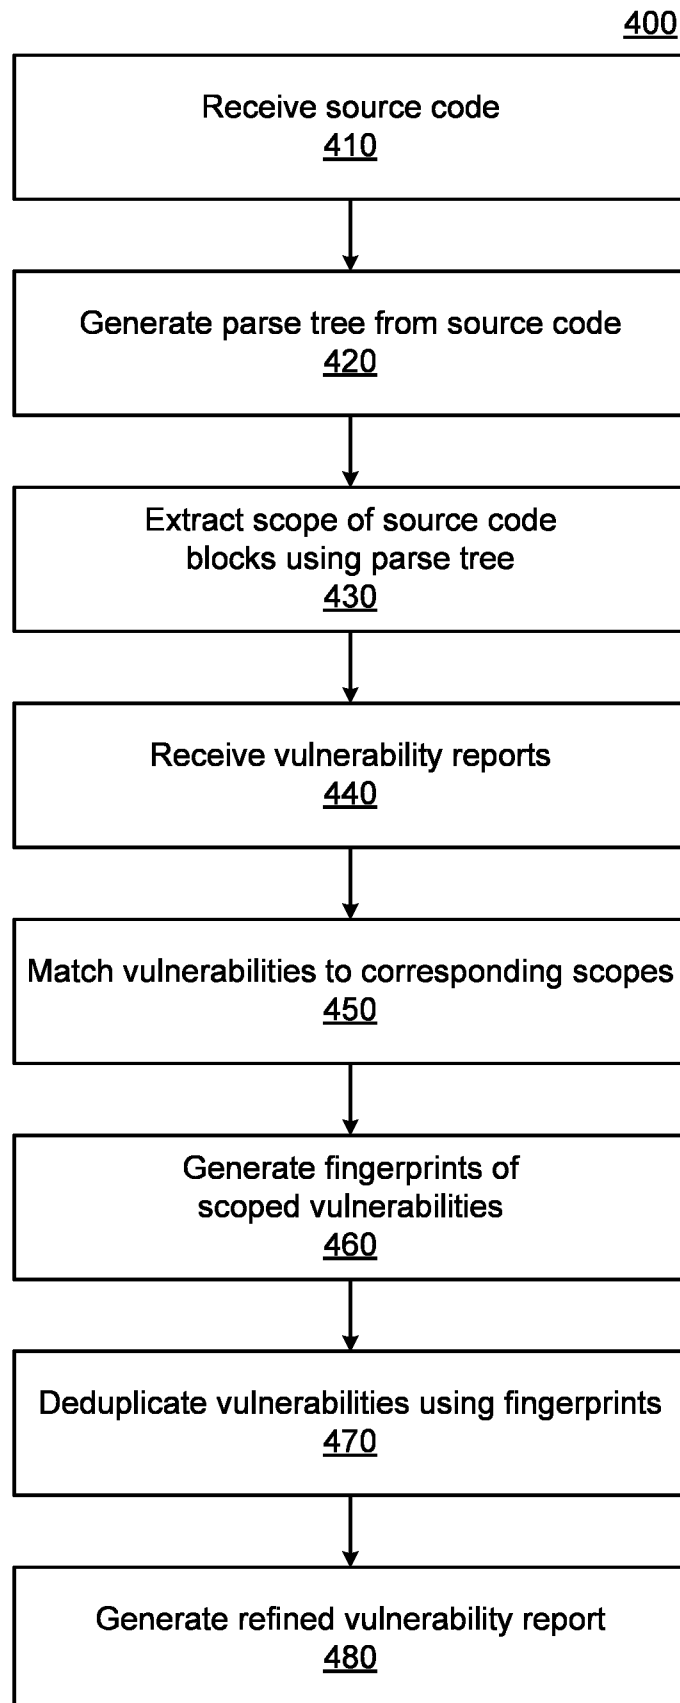 400
Receive source code
410
Generate parse tree from source code
420
Extract scope of source code
blocks using parse tree
430
Receive vulnerability reports
440
Match vulnerabilities to corresponding scopes
450
Generate fingerprints of
scoped vulnerabilities
460
Deduplicate vulnerabilities using fingerprints
470
Generate refined vulnerability report
480